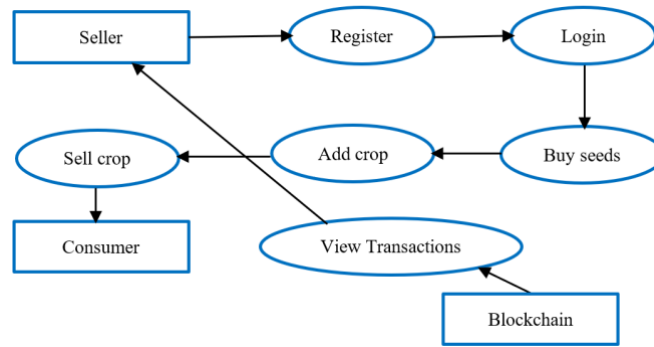 Seller
Register
Login
Sell crop
Add crop
Buy seeds
Consumer
View Transactions
Blockchain